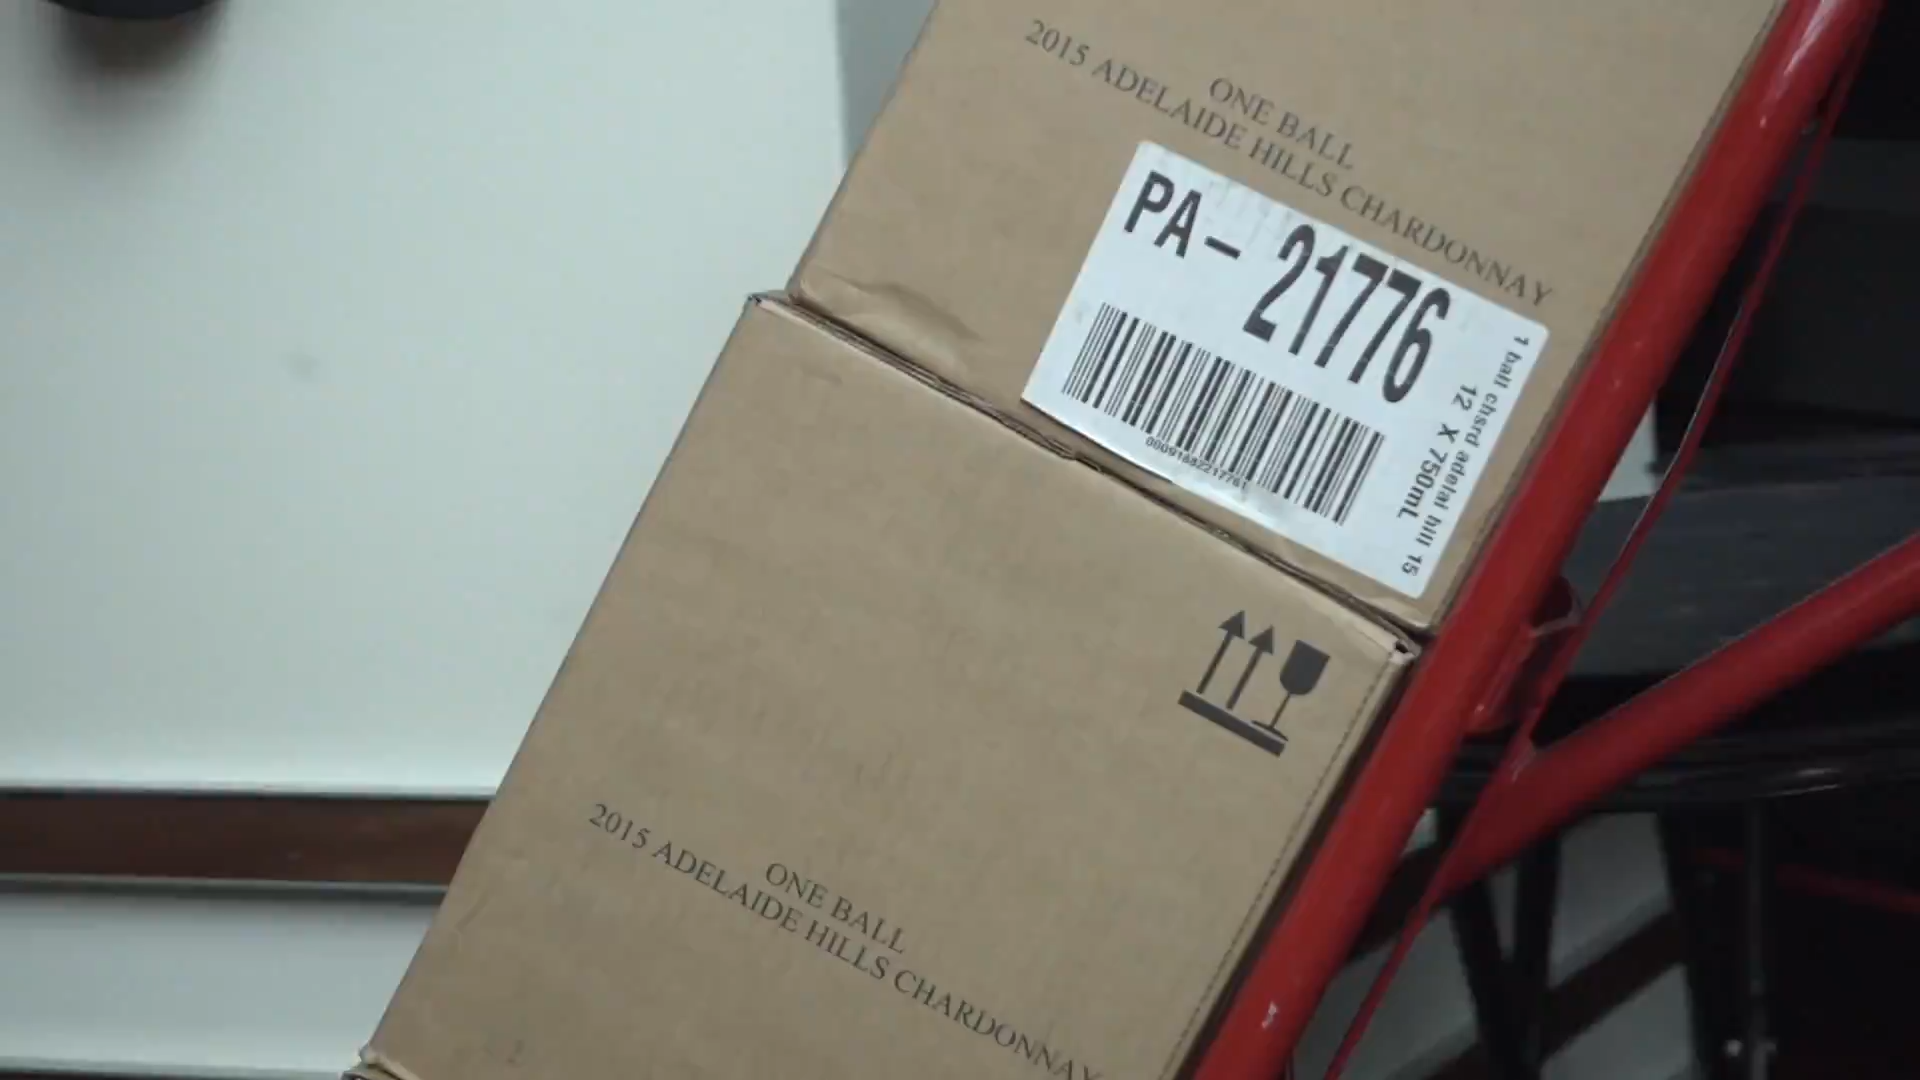 ONE BALL
2015 ADELAIDE HILLS CHARDONNAY
PA- 21776
1 ball chsrd adelai hill 15
12 X 750mL
ONE BALL
2015 ADELAIDE HILLS CHARDONNAY